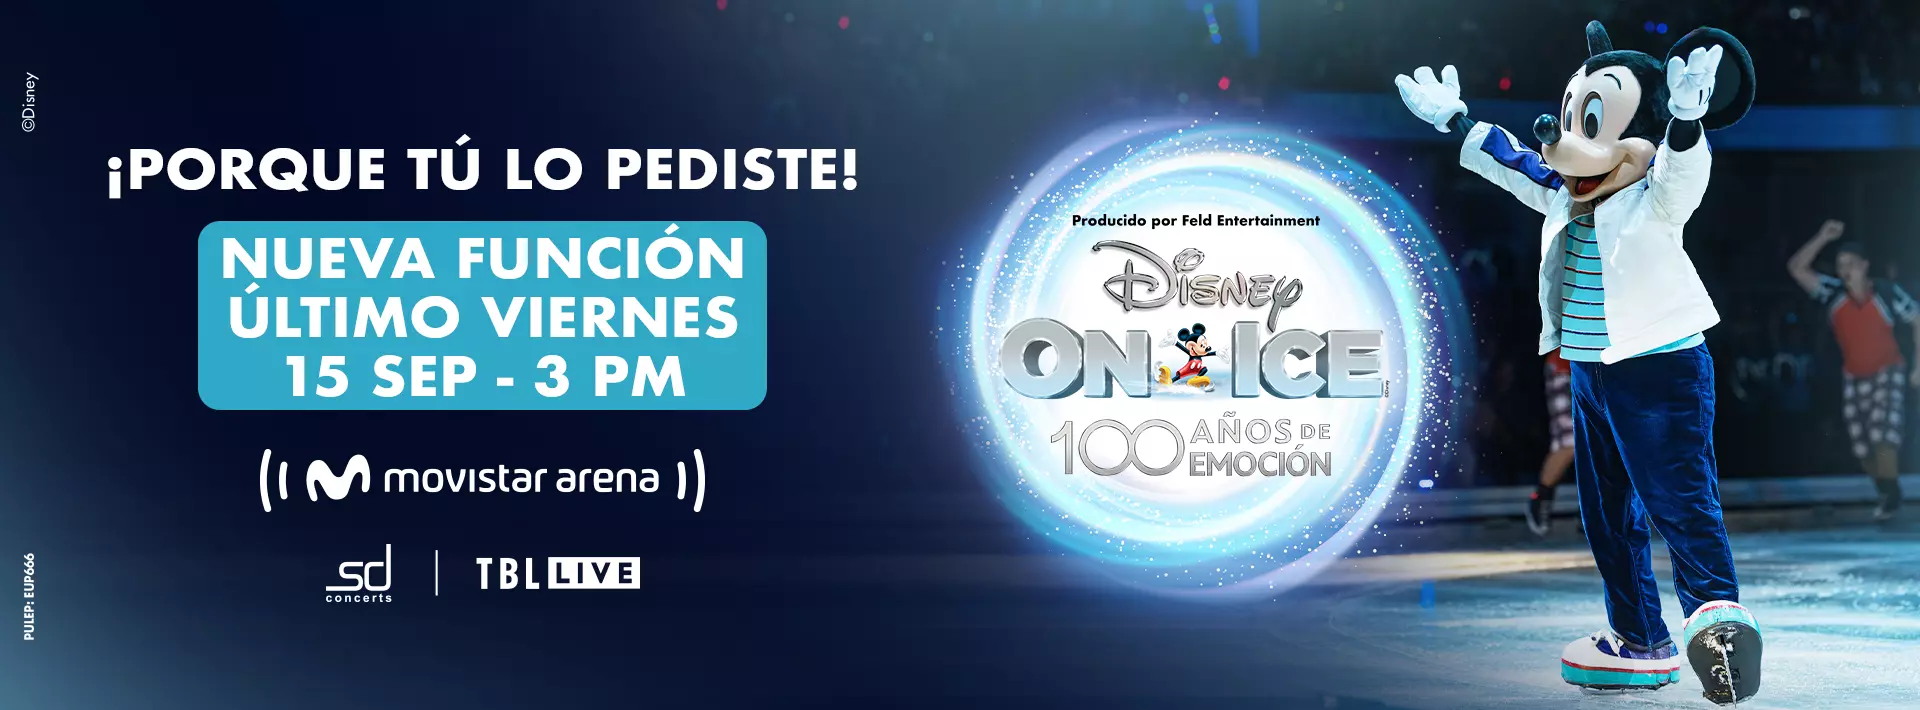 ©Disney
¡PORQUE TÚ LO PEDISTE!
NUEVA FUNCIÓN
ÚLTIMO VIERNES
15 SEP - 3 PM
movistar arena
sd
concerts
TBL LIVE
PULEP: EUP666
Producido por Feld Entertainment
Disney
ON ICE
©Disney
100 AÑOS DE
EMOCIÓN